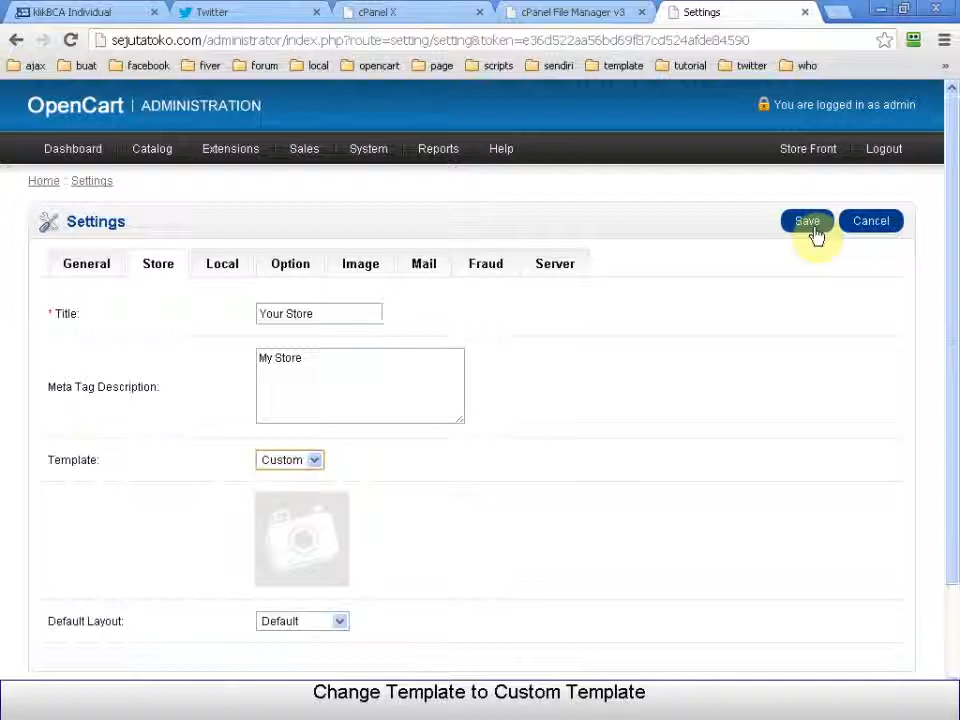 klikBCA Individual
Twitter
cPanel X
cPanel File Manager v3
Settings
sejutatoko.com/administrator/index.php?route=setting/setting&token=e36d522aa56bd69f87cd524afde84590
ajax buat facebook fiver forum local opencart page scripts sendiri template tutorial twitter who »
OpenCart | ADMINISTRATION
You are logged in as admin
Dashboard Catalog Extensions Sales System Reports Help Store Front Logout
Home :: Settings
Settings
Save Cancel
General Store Local Option Image Mail Fraud Server
* Title: Your Store
My Store
Meta Tag Description:
Template: Custom
Default Layout: Default
Change Template to Custom Template